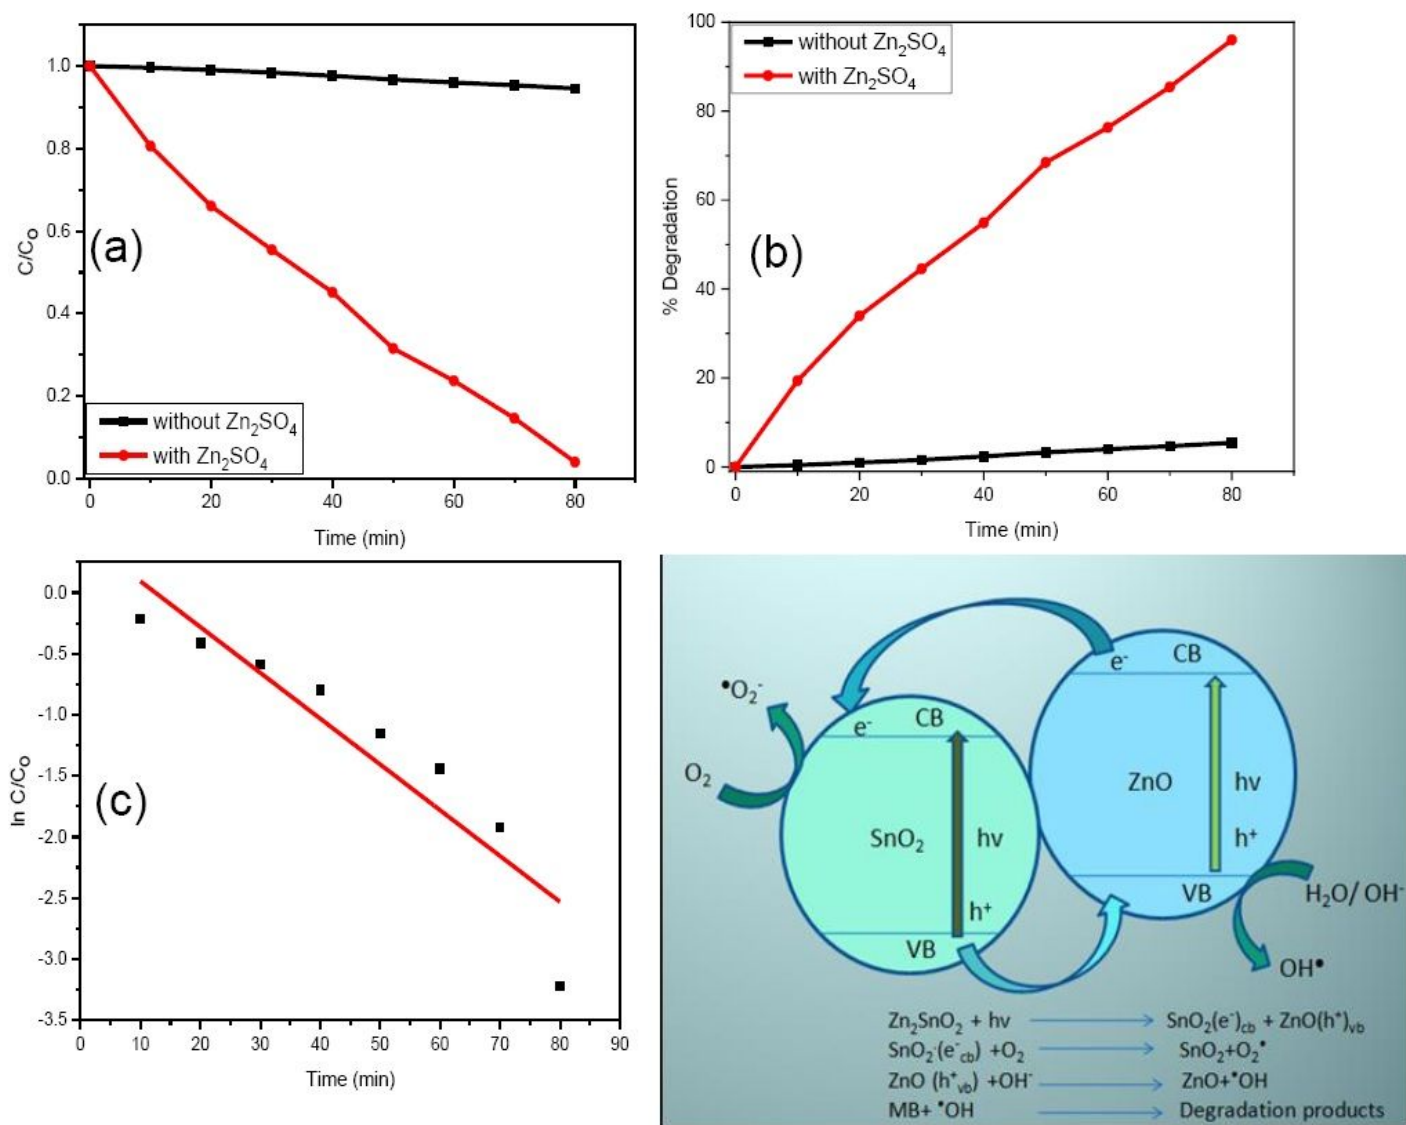 1.0
0.8
0.6
0.4
0.2
0.0
C/C₀
(a)
without Zn₂SO₄
with Zn₂SO₄
0 20 40 60 80
Time (min)
100
80
60
40
20
0
% Degradation
(b)
without Zn₂SO₄
with Zn₂SO₄
0 20 40 60 80
Time (min)
0.0
-0.5
-1.0
-1.5
-2.0
-2.5
-3.0
-3.5
ln C/C₀
(c)
0 10 20 30 40 50 60 70 80 90
Time (min)
e⁻ CB
•O₂⁻
e⁻ CB
O₂
ZnO hv
SnO₂ hv
h⁺
h⁺
VB
VB
H₂O/ OH⁻
OH•
Zn₂SnO₂ + hv SnO₂(e⁻)cb + ZnO(h⁺)vb
SnO₂·(e⁻cb) +O₂ SnO₂+O₂•
ZnO (h⁺vb) +OH⁻ ZnO+•OH
MB+ •OH Degradation products